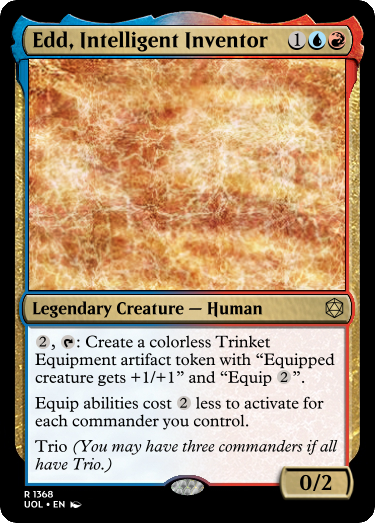 Edd, Intelligent Inventor 1
Legendary Creature — Human
2, : Create a colorless Trinket
Equipment artifact token with “Equipped
creature gets +1/+1” and “Equip 2”.
Equip abilities cost 2 less to activate for
each commander you control.
Trio (You may have three commanders if all
have Trio.)
0/2
R 1368
UOL • EN